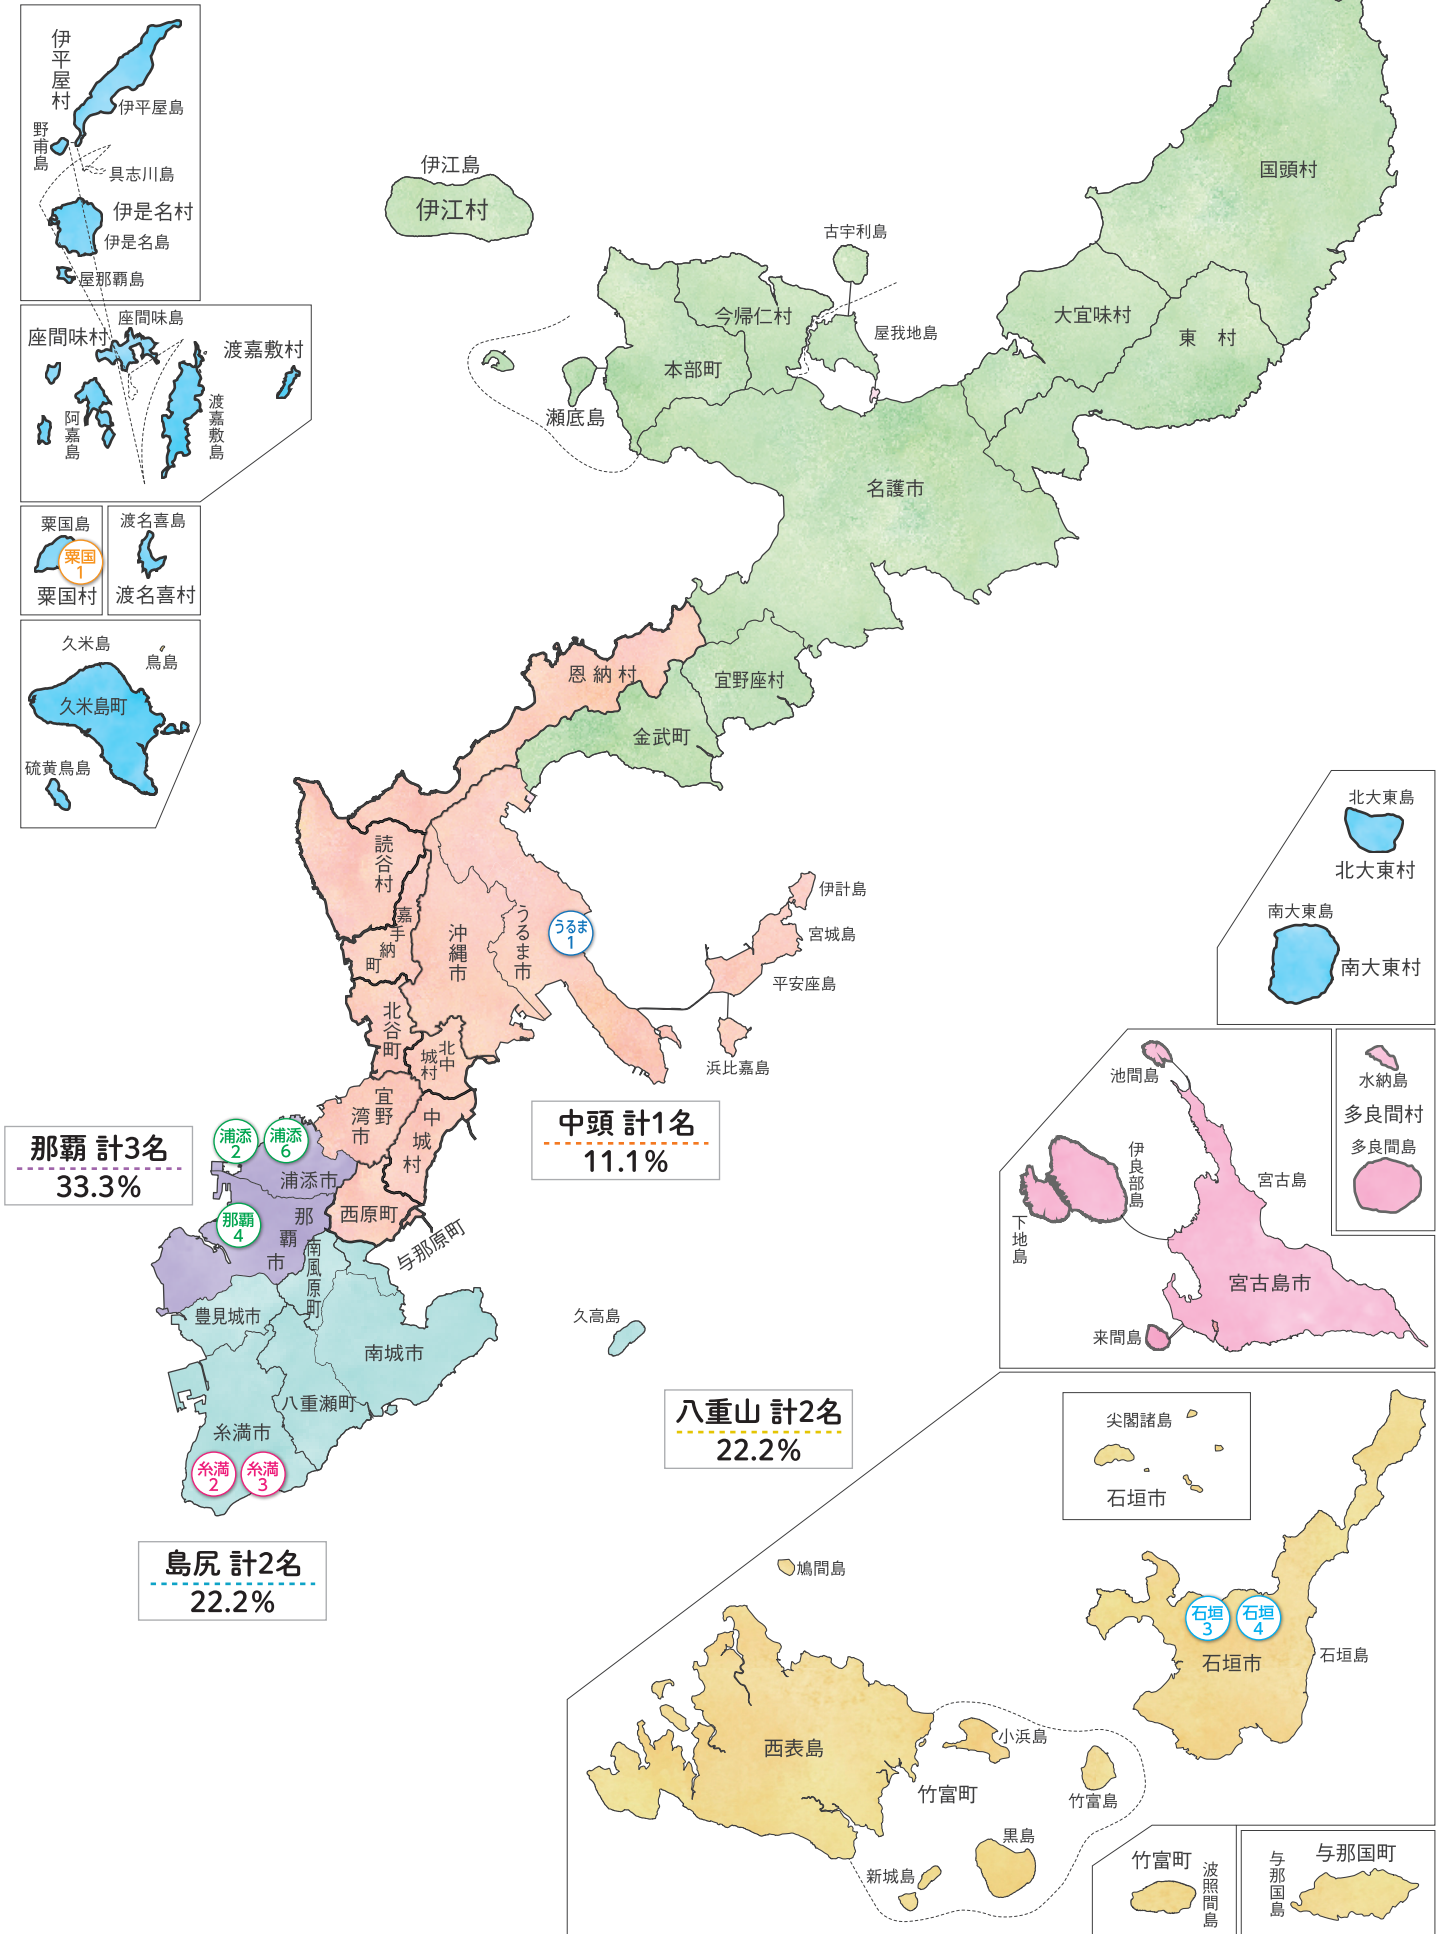 伊平屋村
伊平屋島
野甫島
具志川島
伊是名村
伊是名島
屋那覇島
座間味島
座間味村
渡嘉敷村
阿嘉島
渡嘉敷島
粟国島
粟国
1
粟国村
渡名喜島
渡名喜村
久米島
鳥島
久米島町
硫黄鳥島
伊江島
伊江村
古宇利島
今帰仁村
屋我地島
本部町
瀬底島
国頭村
大宜味村
東 村
名護市
恩納村
宜野座村
金武町
読谷村
嘉手納町
沖縄市
うるま市
うるま
1
伊計島
宮城島
平安座島
浜比嘉島
北谷町
北中城村
宜野湾市
中城村
西原町
与那原町
中頭 計1名
11.1%
那覇 計3名
33.3%
浦添
2
浦添
6
浦添市
那覇
4
那覇市
南風原町
豊見城市
南城市
八重瀬町
糸満市
糸満
2
糸満
3
久高島
島尻 計2名
22.2%
八重山 計2名
22.2%
北大東島
北大東村
南大東島
南大東村
池間島
伊良部島
下地島
宮古島
宮古島市
来間島
水納島
多良間村
多良間島
尖閣諸島
石垣市
石垣
3
石垣
4
石垣市
石垣島
鳩間島
西表島
小浜島
竹富町
竹富島
黒島
新城島
竹富町
波照間島
与那国町
与那国島